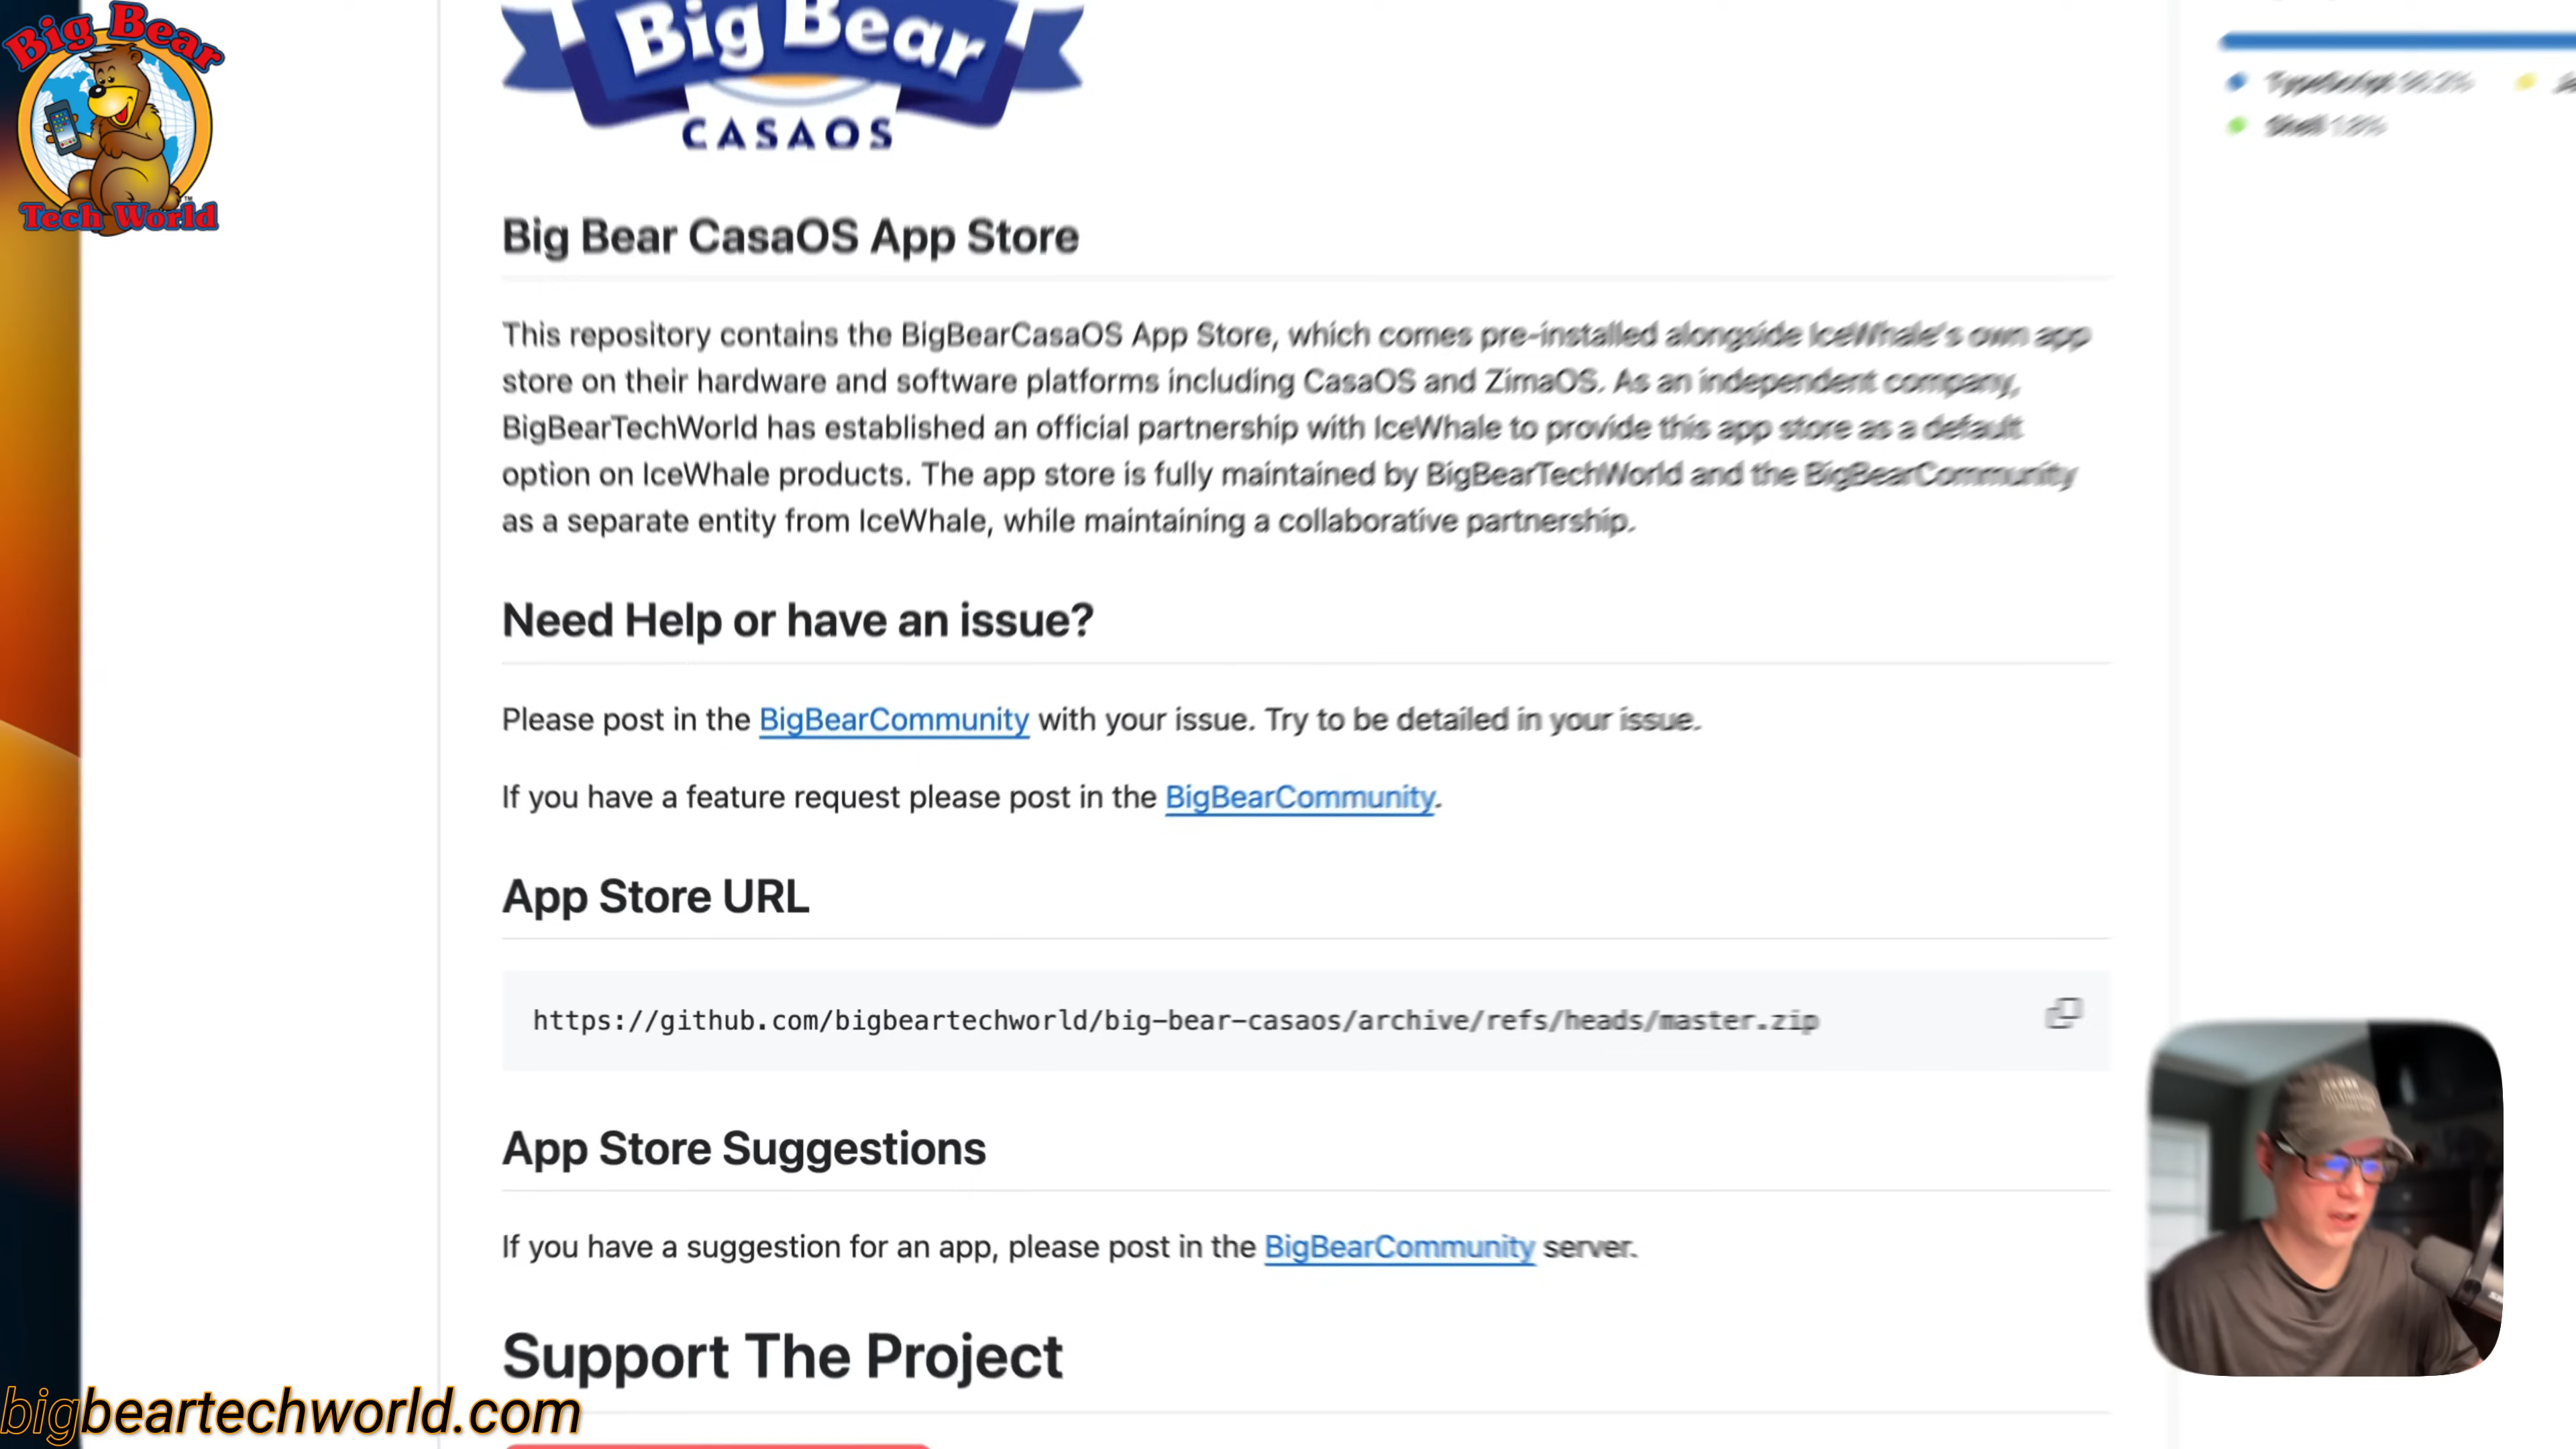 Big Bear
Tech World
Big Bear
CASAOS
TypeScript
Shell 1.8%
Big Bear CasaOS App Store
This repository contains the BigBearCasaOS App Store, which comes pre-installed alongside IceWhale's own app
store on their hardware and software platforms including CasaOS and ZimaOS. As an independent company,
BigBearTechWorld has established an official partnership with IceWhale to provide this app store as a default
option on IceWhale products. The app store is fully maintained by BigBearTechWorld and the BigBearCommunity
as a separate entity from IceWhale, while maintaining a collaborative partnership.
Need Help or have an issue?
Please post in the BigBearCommunity with your issue. Try to be detailed in your issue.
If you have a feature request please post in the BigBearCommunity.
App Store URL
https://github.com/bigbeartechworld/big-bear-casaos/archive/refs/heads/master.zip
App Store Suggestions
If you have a suggestion for an app, please post in the BigBearCommunity server.
Support The Project
bigbeartechworld.com